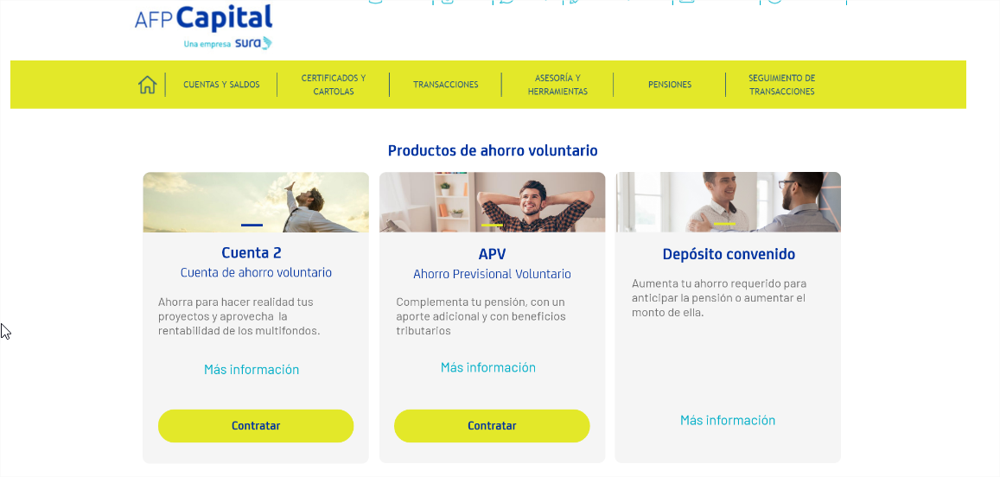 AFP Capital
Una empresa sura
CUENTAS Y SALDOS
CERTIFICADOS Y
CARTOLAS
TRANSACCIONES
ASESORÍA Y
HERRAMIENTAS
PENSIONES
SEGUIMIENTO DE
TRANSACCIONES
Productos de ahorro voluntario
Cuenta 2
Cuenta de ahorro voluntario
Ahorra para hacer realidad tus
proyectos y aprovecha la
rentabilidad de los multifondos.
Más información
Contratar
APV
Ahorro Previsional Voluntario
Complementa tu pensión, con un
aporte adicional y con beneficios
tributarios
Más información
Contratar
Depósito convenido
Aumenta tu ahorro requerido para
anticipar la pensión o aumentar el
monto de ella.
Más información